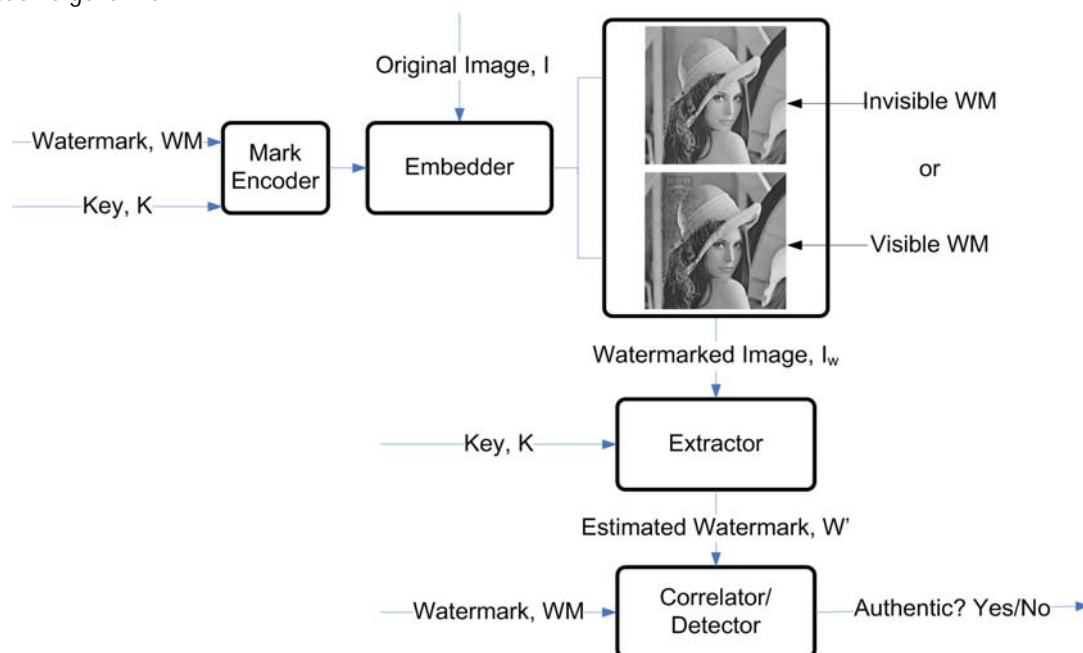 Original Image, I
Invisible WM
Watermark, WM
Mark
Encoder
Embedder
or
Key, K
Visible WM
Watermarked Image, Iw
Key, K
Extractor
Estimated Watermark, W’
Watermark, WM
Correlator/
Detector
Authentic? Yes/No